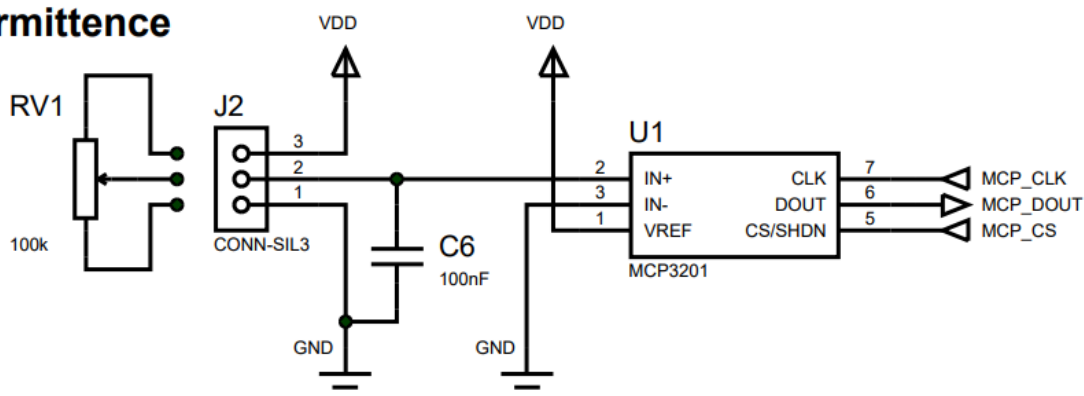 rmittence
VDD
VDD
RV1
J2
U1
3
2
1
2
3
1
IN+
IN-
VREF
CLK
DOUT
CS/SHDN
7
6
5
MCP_CLK
MCP_DOUT
MCP_CS
100k
CONN-SIL3
C6
100nF
MCP3201
GND
GND